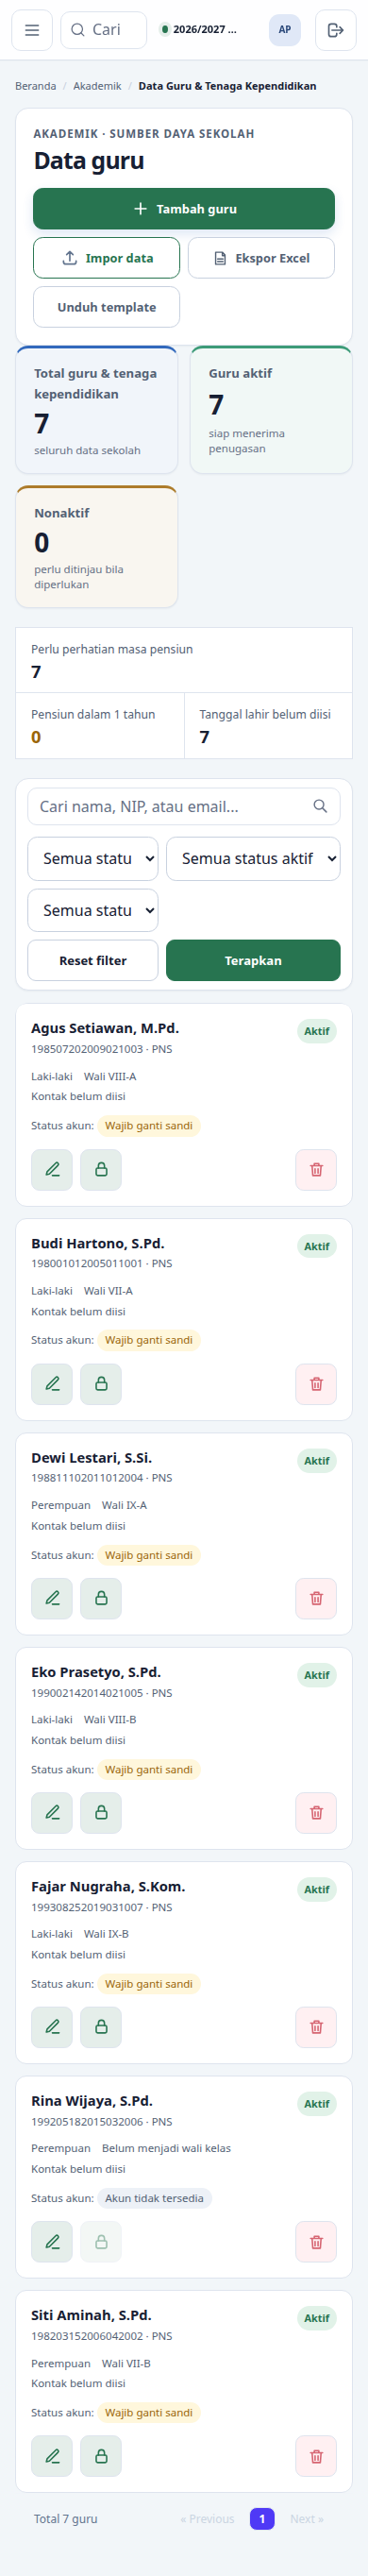 Cari
2026/2027 ...
AP
Beranda / Akademik / Data Guru & Tenaga Kependidikan
AKADEMIK · SUMBER DAYA SEKOLAH
Data guru
Tambah guru
Impor data
Ekspor Excel
Unduh template
Total guru & tenaga
kependidikan
7
seluruh data sekolah
Guru aktif
7
siap menerima
penugasan
Nonaktif
0
perlu ditinjau bila
diperlukan
Perlu perhatian masa pensiun
7
Pensiun dalam 1 tahun
0
Tanggal lahir belum diisi
7
Cari nama, NIP, atau email...
Semua statu
Semua status aktif
Semua statu
Reset filter
Terapkan
Agus Setiawan, M.Pd.
Aktif
198507202009021003 · PNS
Laki-laki Wali VIII-A
Kontak belum diisi
Status akun: Wajib ganti sandi
Budi Hartono, S.Pd.
Aktif
198001012005011001 · PNS
Laki-laki Wali VII-A
Kontak belum diisi
Status akun: Wajib ganti sandi
Dewi Lestari, S.Si.
Aktif
198811102011012004 · PNS
Perempuan Wali IX-A
Kontak belum diisi
Status akun: Wajib ganti sandi
Eko Prasetyo, S.Pd.
Aktif
199002142014021005 · PNS
Laki-laki Wali VIII-B
Kontak belum diisi
Status akun: Wajib ganti sandi
Fajar Nugraha, S.Kom.
Aktif
199308252019031007 · PNS
Laki-laki Wali IX-B
Kontak belum diisi
Status akun: Wajib ganti sandi
Rina Wijaya, S.Pd.
Aktif
199205182015032006 · PNS
Perempuan Belum menjadi wali kelas
Kontak belum diisi
Status akun: Akun tidak tersedia
Siti Aminah, S.Pd.
Aktif
198203152006042002 · PNS
Perempuan Wali VII-B
Kontak belum diisi
Status akun: Wajib ganti sandi
Total 7 guru
« Previous 1 Next »